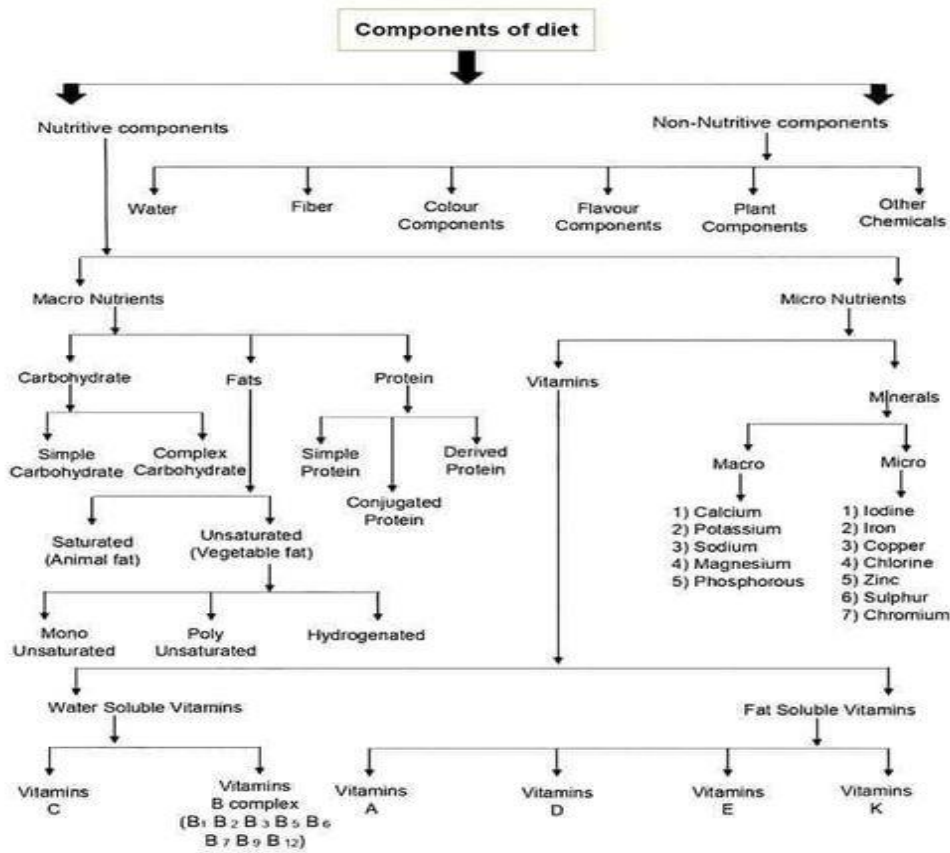 Components of diet
Nutritive components
Non-Nutritive components
Water
Fiber
Colour
Components
Flavour
Components
Plant
Components
Other
Chemicals
Macro Nutrients
Micro Nutrients
Carbohydrate
Fats
Protein
Vitamins
Minerals
Simple
Carbohydrate
Complex
Carbohydrate
Simple
Protein
Conjugated
Protein
Derived
Protein
Macro
Micro
1) Calcium
2) Potassium
3) Sodium
4) Magnesium
5) Phosphorous
1) Iodine
2) Iron
3) Copper
4) Chlorine
5) Zinc
6) Sulphur
7) Chromium
Saturated
(Animal fat)
Unsaturated
(Vegetable fat)
Mono
Unsaturated
Poly
Unsaturated
Hydrogenated
Water Soluble Vitamins
Fat Soluble Vitamins
Vitamins
C
Vitamins
B complex
(B₁ B₂ B₃ B₅ B₆
B₇ B₉ B₁₂)
Vitamins
A
Vitamins
D
Vitamins
E
Vitamins
K